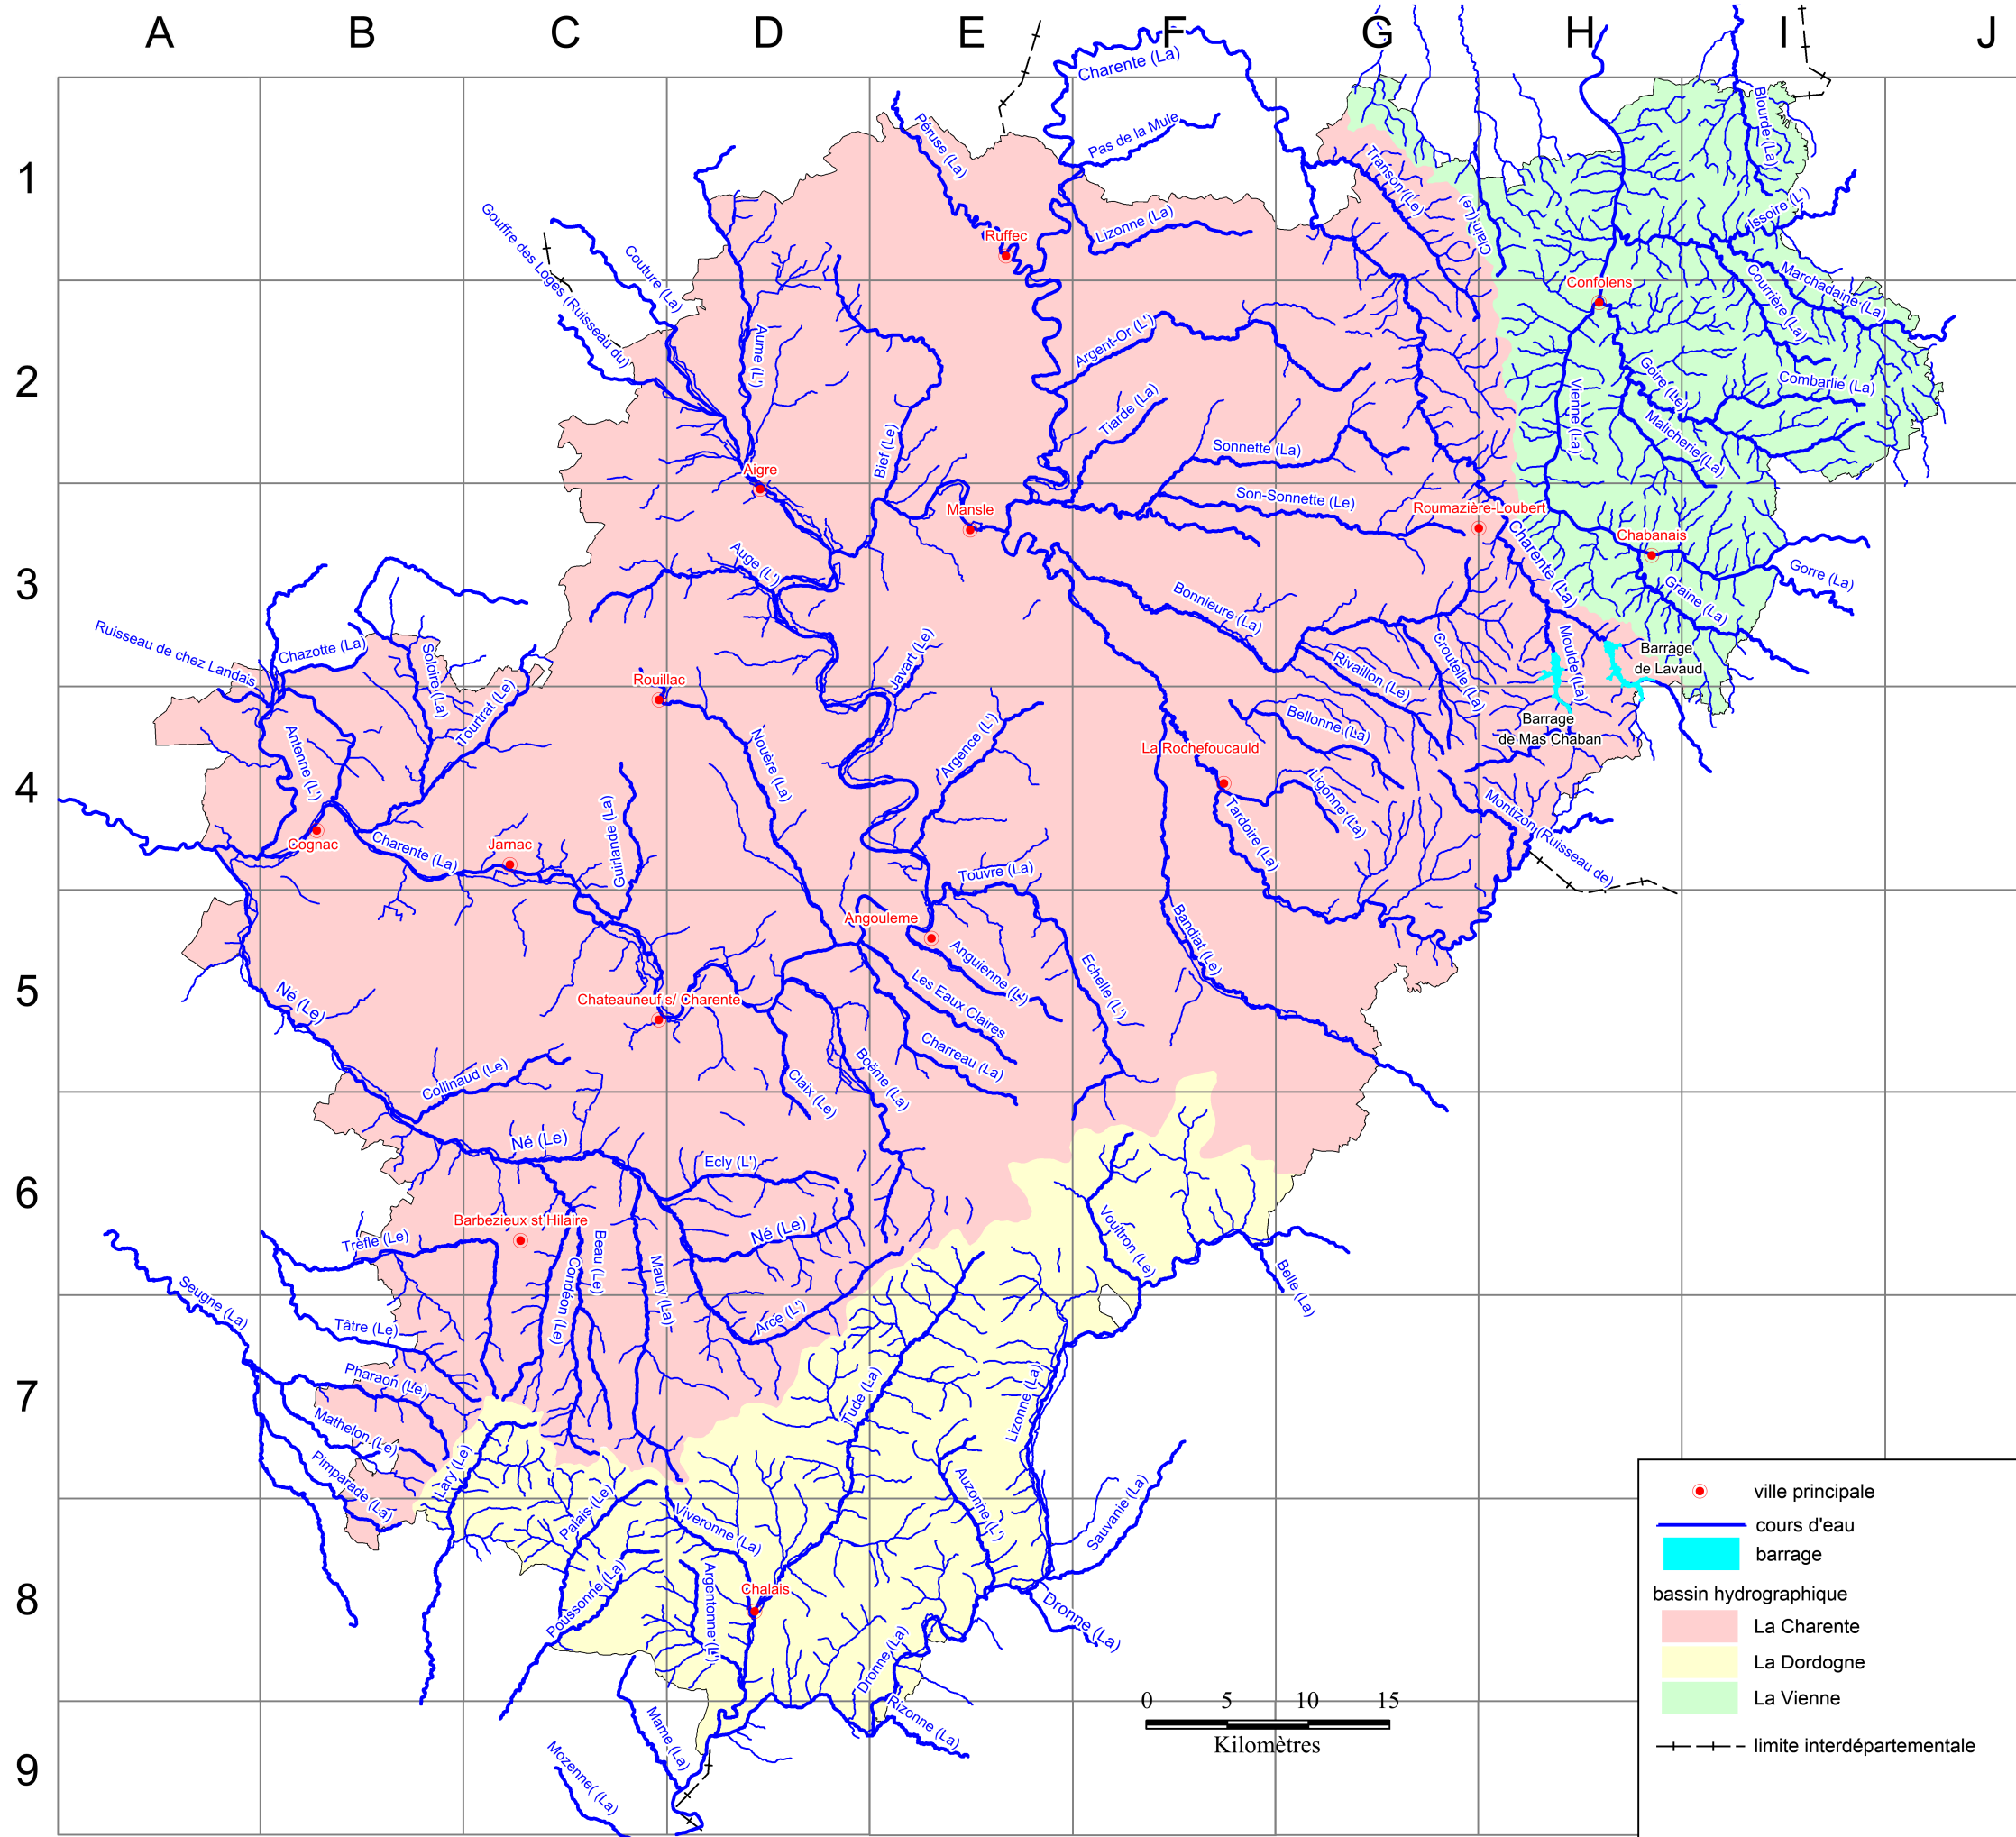 A B C D E F G H I J
1
2
3
4
5
6
7
8
9
Charente (La)
Pas de la Mule
Péruse (La)
Lizonne (La)
Ruffec
Transon (Le)
Clain (Le)
Blourde (La)
Issoire (L')
Marchadaine (La)
Courrière (La)
Confolens
Gouffre des Loges (Ruisseau du)
Couture (La)
Aume (L')
Argent-Or (L')
Tiarde (La)
Bief (Le)
Sonnette (La)
Vienne (La)
Goire (Le)
Combarlie (La)
Malicherie (La)
Aigre
Mansle
Son-Sonnette (Le)
Roumazière-Loubert
Chabanais
Charente (La)
Gorre (La)
Graine (La)
Auge (L')
Bonnieure (La)
Ruisseau de chez Landais
Chazotte (La)
Soloire (La)
Tourtrat (Le)
Javart (Le)
Rivaillon (Le)
Croutelle (La)
Moulde (La)
Barrage
de Lavaud
Rouillac
Barrage
de Mas Chaban
Antenne (L')
Nouère (La)
Argence (L')
La Rochefoucauld
Bellonne (La)
Ligonne (La)
Tardoire (La)
Montizon (Ruisseau de)
Cognac
Charente (La)
Jarnac
Guirlande (La)
Touvre (La)
Angouleme
Anguienne (L')
Les Eaux Claires
Charreau (La)
Echelle (L')
Bandiat (Le)
Né (Le)
Chateauneuf s/ Charente
Collinaud (Le)
Claix (Le)
Boëme (La)
Né (Le)
Ecly (L')
Né (Le)
Barbezieux st Hilaire
Trèfle (Le)
Beau (Le)
Condéon (Le)
Maury (La)
Arce (L')
Voultron (Le)
Belle (La)
Seugne (La)
Tâtre (Le)
Pharaon (Le)
Mathelon (Le)
Pimparade (La)
Lary (Le)
Tude (La)
Lizonne (La)
Auzonne (L')
Sauvanie (La)
Palais (Le)
Viveronne (La)
Poussonne (La)
Argentonne (L')
Chalais
Dronne (La)
Dronne (La)
Rizonne (La)
Mame (La)
Mozenne( (La)
0 5 10 15
Kilomètres
ville principale
cours d'eau
barrage
bassin hydrographique
La Charente
La Dordogne
La Vienne
limite interdépartementale